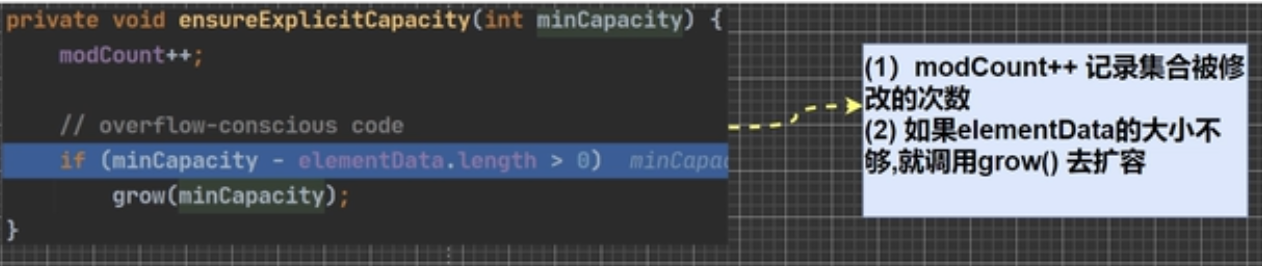 private void ensureExplicitCapacity(int minCapacity) {
modCount++;
// overflow-conscious code
if (minCapacity - elementData.length > 0) minCapac
grow(minCapacity);
}
(1) modCount++ 记录集合被修
改的次数
(2) 如果elementData的大小不
够,就调用grow() 去扩容